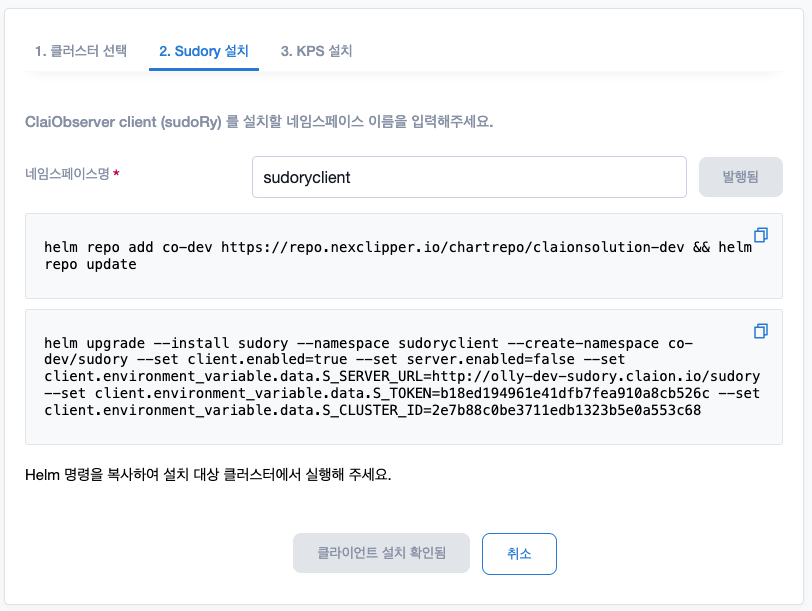 1. 클러스터 선택 2. Sudory 설치 3. KPS 설치
ClaiObserver client (sudoRy) 를 설치할 네임스페이스 이름을 입력해주세요.
네임스페이스명 * sudoryclient 발행됨
helm repo add co-dev https://repo.nexclipper.io/chartrepo/claionsolution-dev && helm
repo update
helm upgrade --install sudory --namespace sudoryclient --create-namespace co-
dev/sudory --set client.enabled=true --set server.enabled=false --set
client.environment_variable.data.S_SERVER_URL=http://olly-dev-sudory.claion.io/sudory
--set client.environment_variable.data.S_TOKEN=b18ed194961e41dfb7fea910a8cb526c --set
client.environment_variable.data.S_CLUSTER_ID=2e7b88c0be3711edb1323b5e0a553c68
Helm 명령을 복사하여 설치 대상 클러스터에서 실행해 주세요.
클라이언트 설치 확인됨 취소